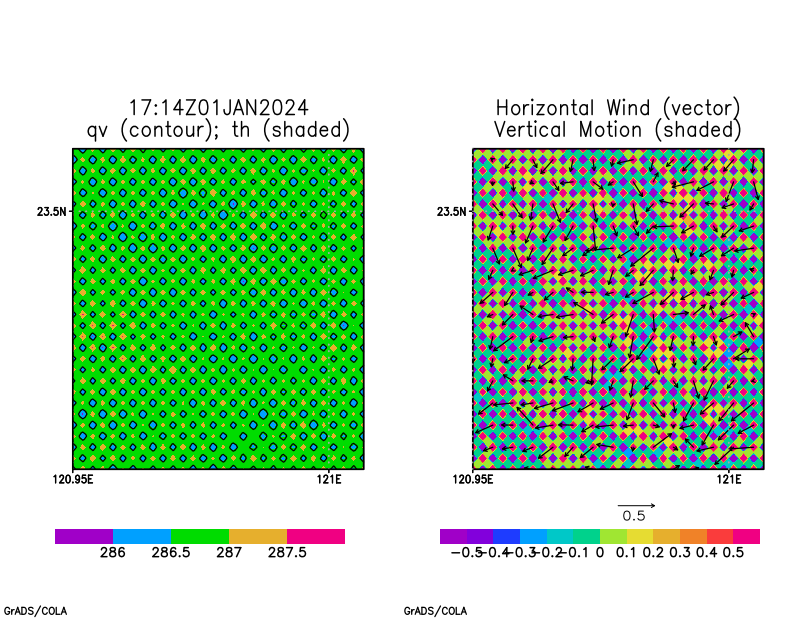 17:14Z01JAN2024
qv (contour); th (shaded)
23.5N
120.95E 121E
286 286.5 287 287.5
GrADS/COLA
Horizontal Wind (vector)
Vertical Motion (shaded)
23.5N
120.95E 121E
0.5
-0.5 -0.4 -0.3 -0.2 -0.1 0 0.1 0.2 0.3 0.4 0.5
GrADS/COLA